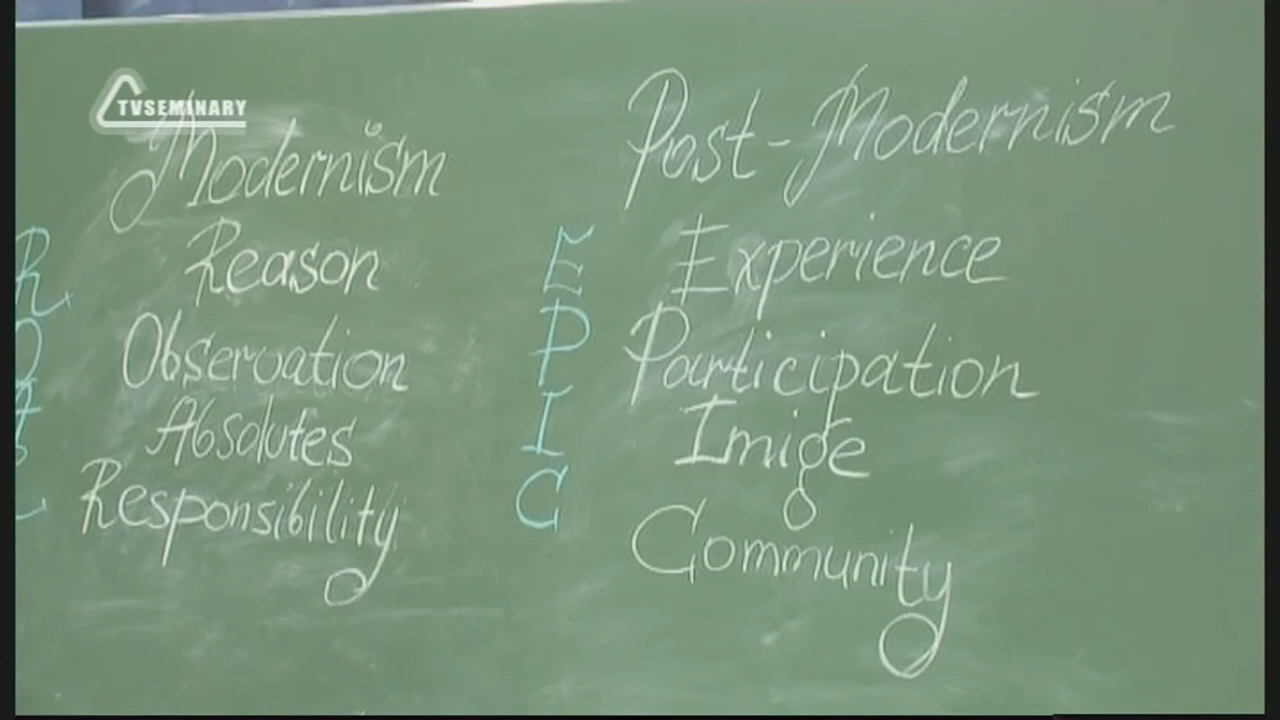 TVSEMINARY
Modernism
Post-Modernism
R Reason
E Experience
Observation
P Participation
Absolutes
I Imige
Responsibility
C Community